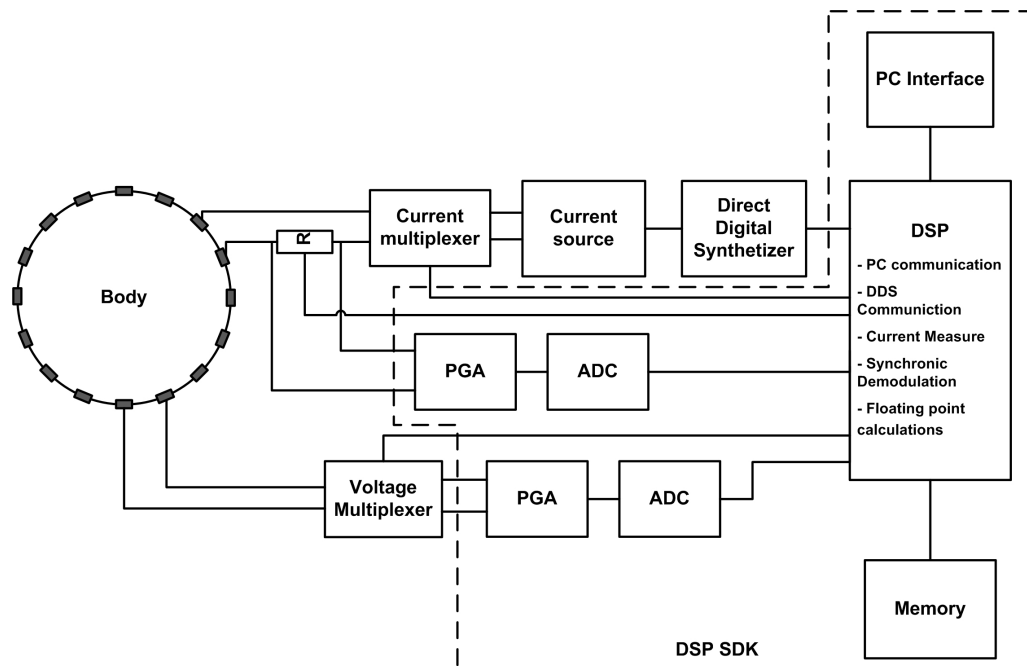 PC Interface
Current
multiplexer
Current
source
Direct
Digital
Synthetizer
DSP
- PC communication
- DDS
Communiction
- Current Measure
- Synchronic
Demodulation
- Floating point
calculations
R
Body
PGA
ADC
Voltage
Multiplexer
PGA
ADC
Memory
DSP SDK